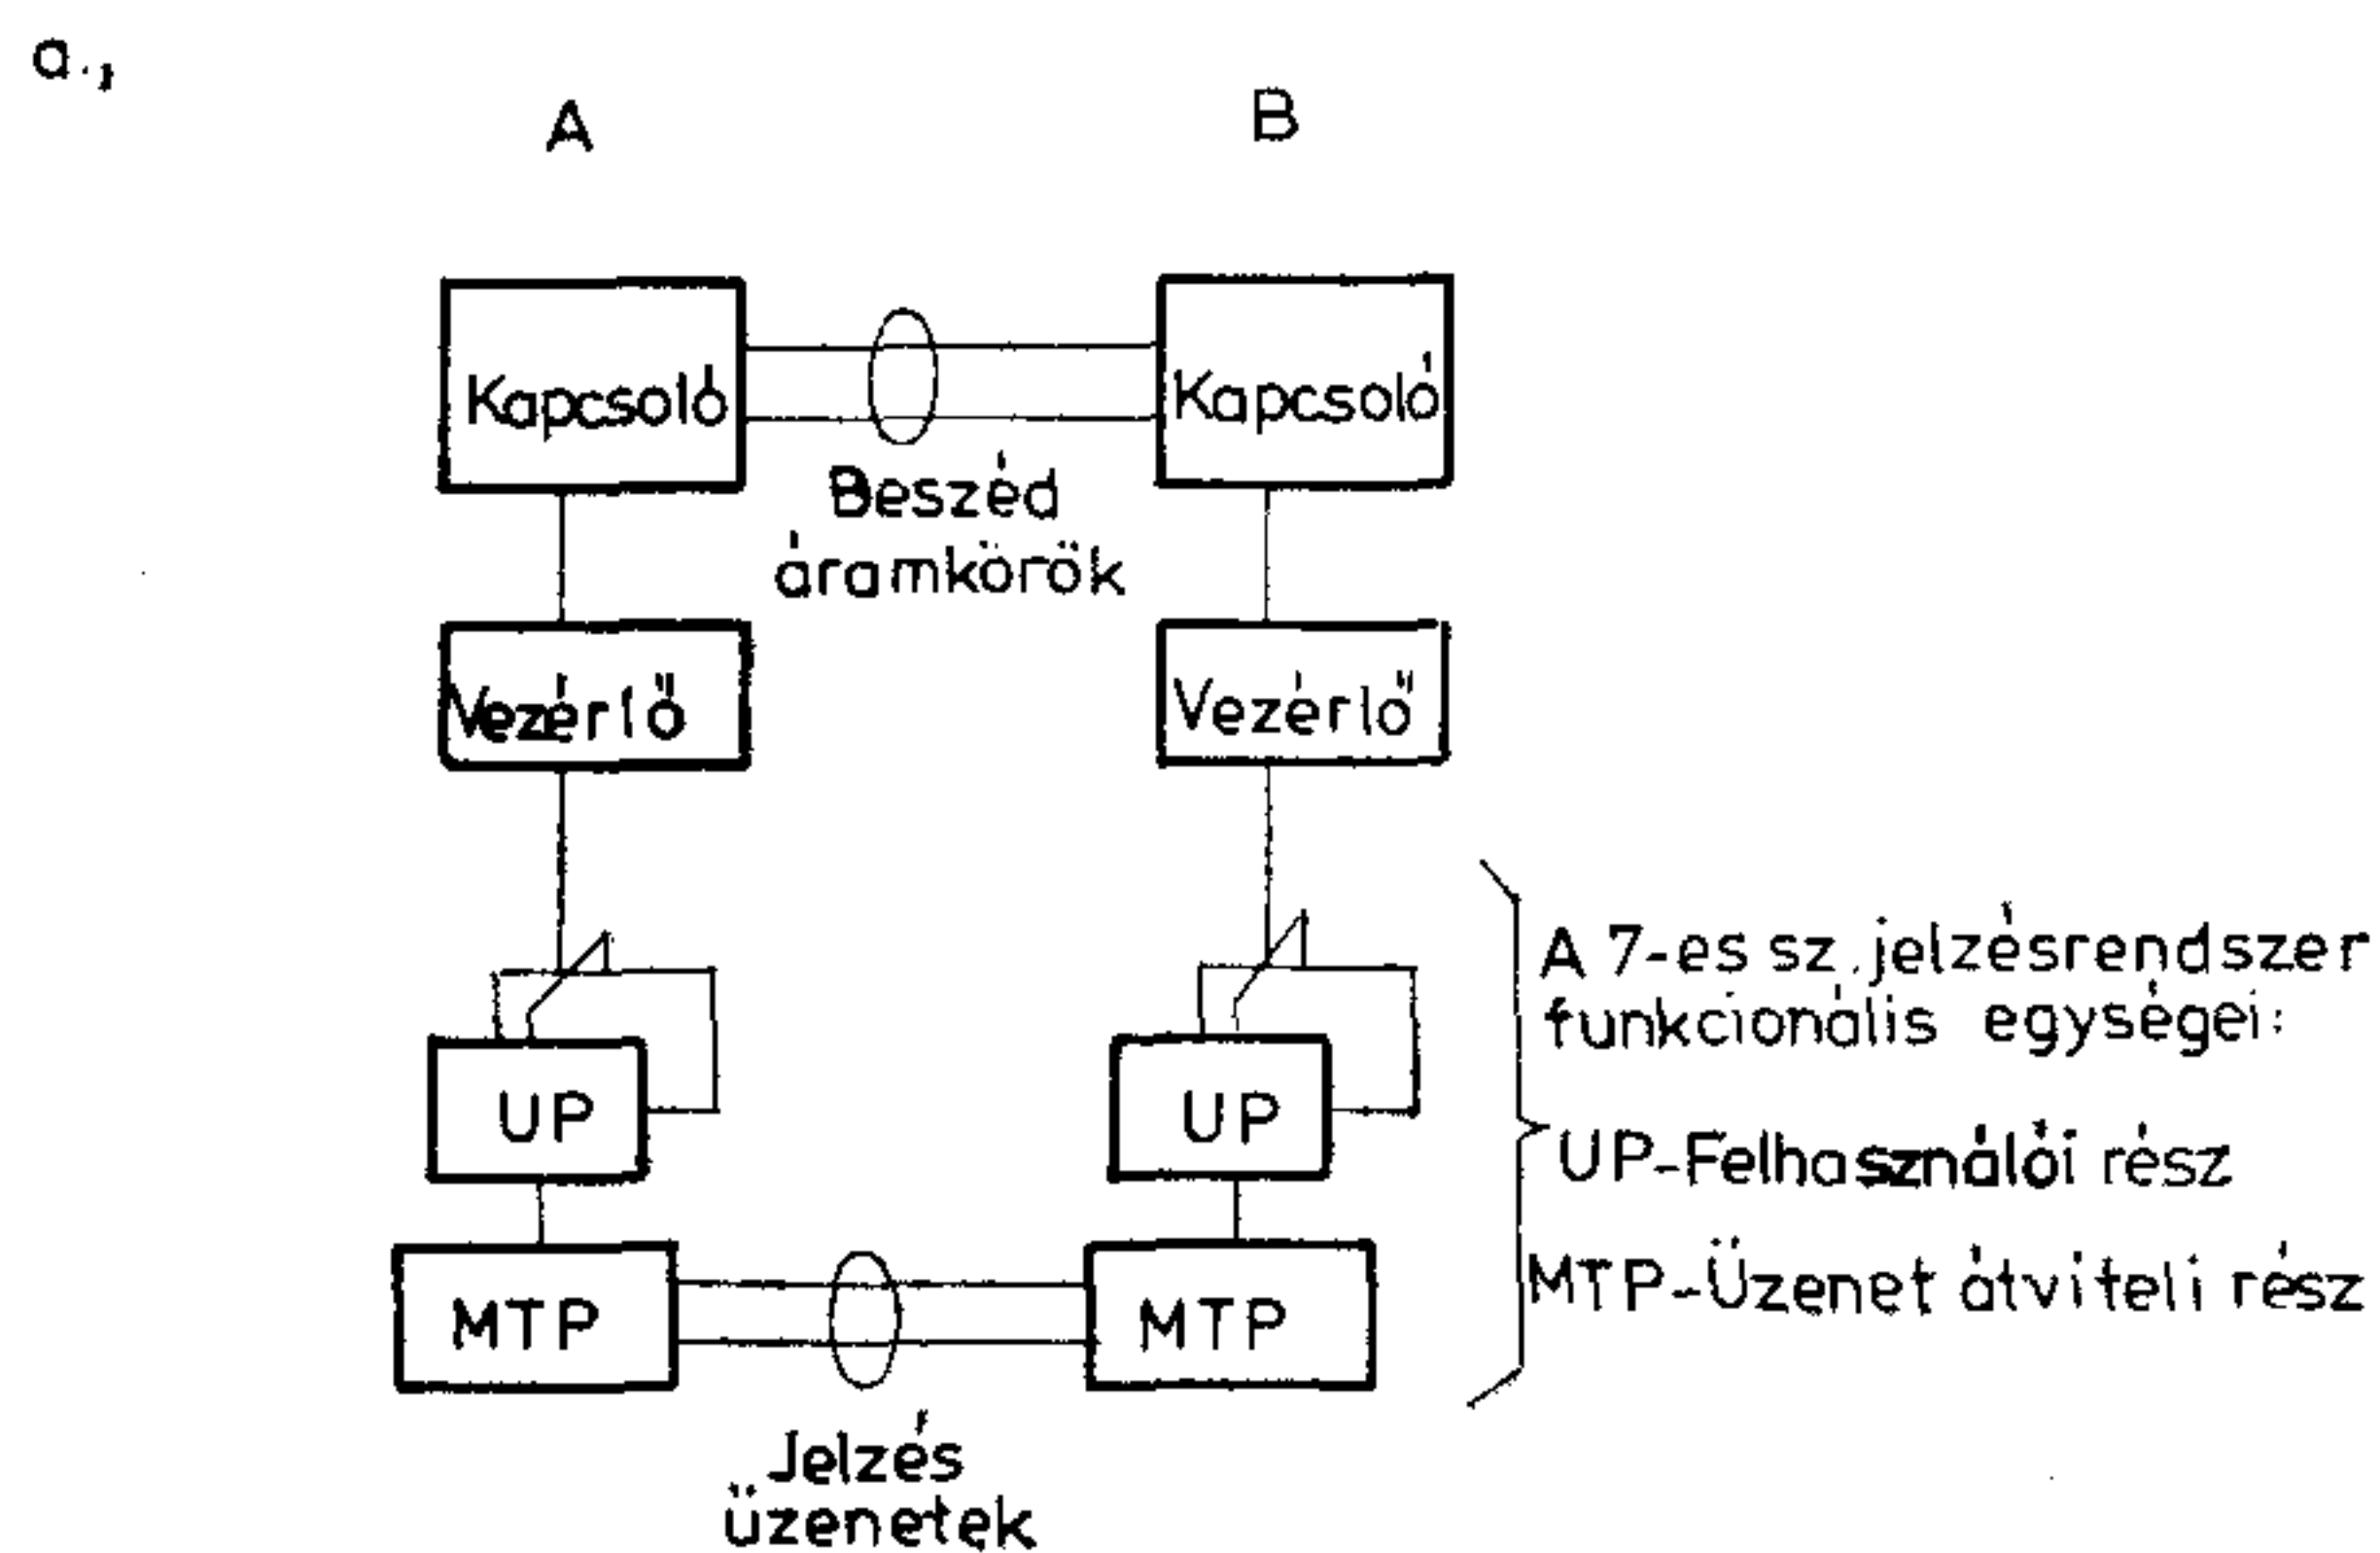 a.,
A
B
Kapcsoló
Kapcsoló
Beszéd
áramkörök
Vezérlő
Vezérlő
A 7-es sz. jelzésrendszer
funkcionális egységei:
UP
UP
UP-Felhasználói rész
MTP
MTP
MTP-Üzenet átviteli rész
Jelzés
üzenetek